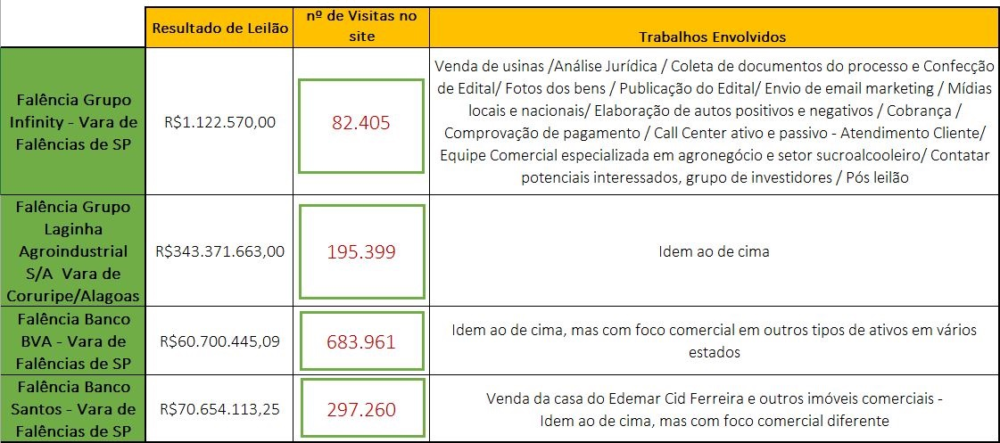 Resultado de Leilão
nº de Visitas no
site
Trabalhos Envolvidos
Falência Grupo
Infinity - Vara de
Falências de SP
R$1.122.570,00
82.405
Venda de usinas /Análise Jurídica / Coleta de documentos do processo e Confecção
de Edital/ Fotos dos bens / Publicação do Edital/ Envio de email marketing / Mídias
locais e nacionais/ Elaboração de autos positivos e negativos / Cobrança /
Comprovação de pagamento / Call Center ativo e passivo - Atendimento Cliente/
Equipe Comercial especializada em agronegócio e setor sucroalcooleiro/ Contatar
potenciais interessados, grupo de investidores / Pós leilão
Falência Grupo
Laginha
Agroindustrial
S/A  Vara de
Coruripe/Alagoas
R$343.371.663,00
195.399
Idem ao de cima
Falência Banco
BVA - Vara de
Falências de SP
R$60.700.445,09
683.961
Idem ao de cima, mas com foco comercial em outros tipos de ativos em vários
estados
Falência Banco
Santos - Vara de
Falências de SP
R$70.654.113,25
297.260
Venda da casa do Edemar Cid Ferreira e outros imóveis comerciais -
Idem ao de cima, mas com foco comercial diferente